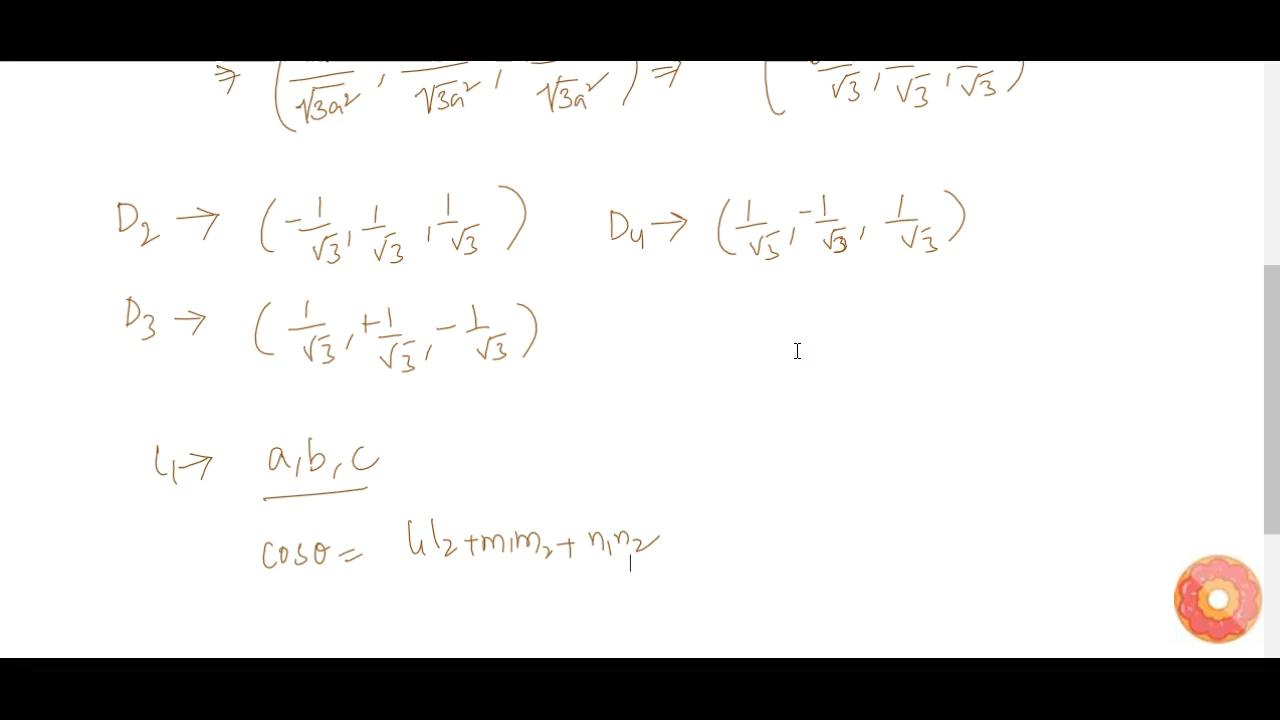 ⇒ ( /√3a², /√3a², /√3a² ) ⇒ ( /√3, /√3, /√3 )
D2 → (-1/√3, 1/√3, 1/√3) D4 → (1/√3, -1/√3, 1/√3)
D3 → (1/√3, +1/√3, -1/√3)
L1 → a, b, c
cosθ = l1l2 + m1m2 + n1n2